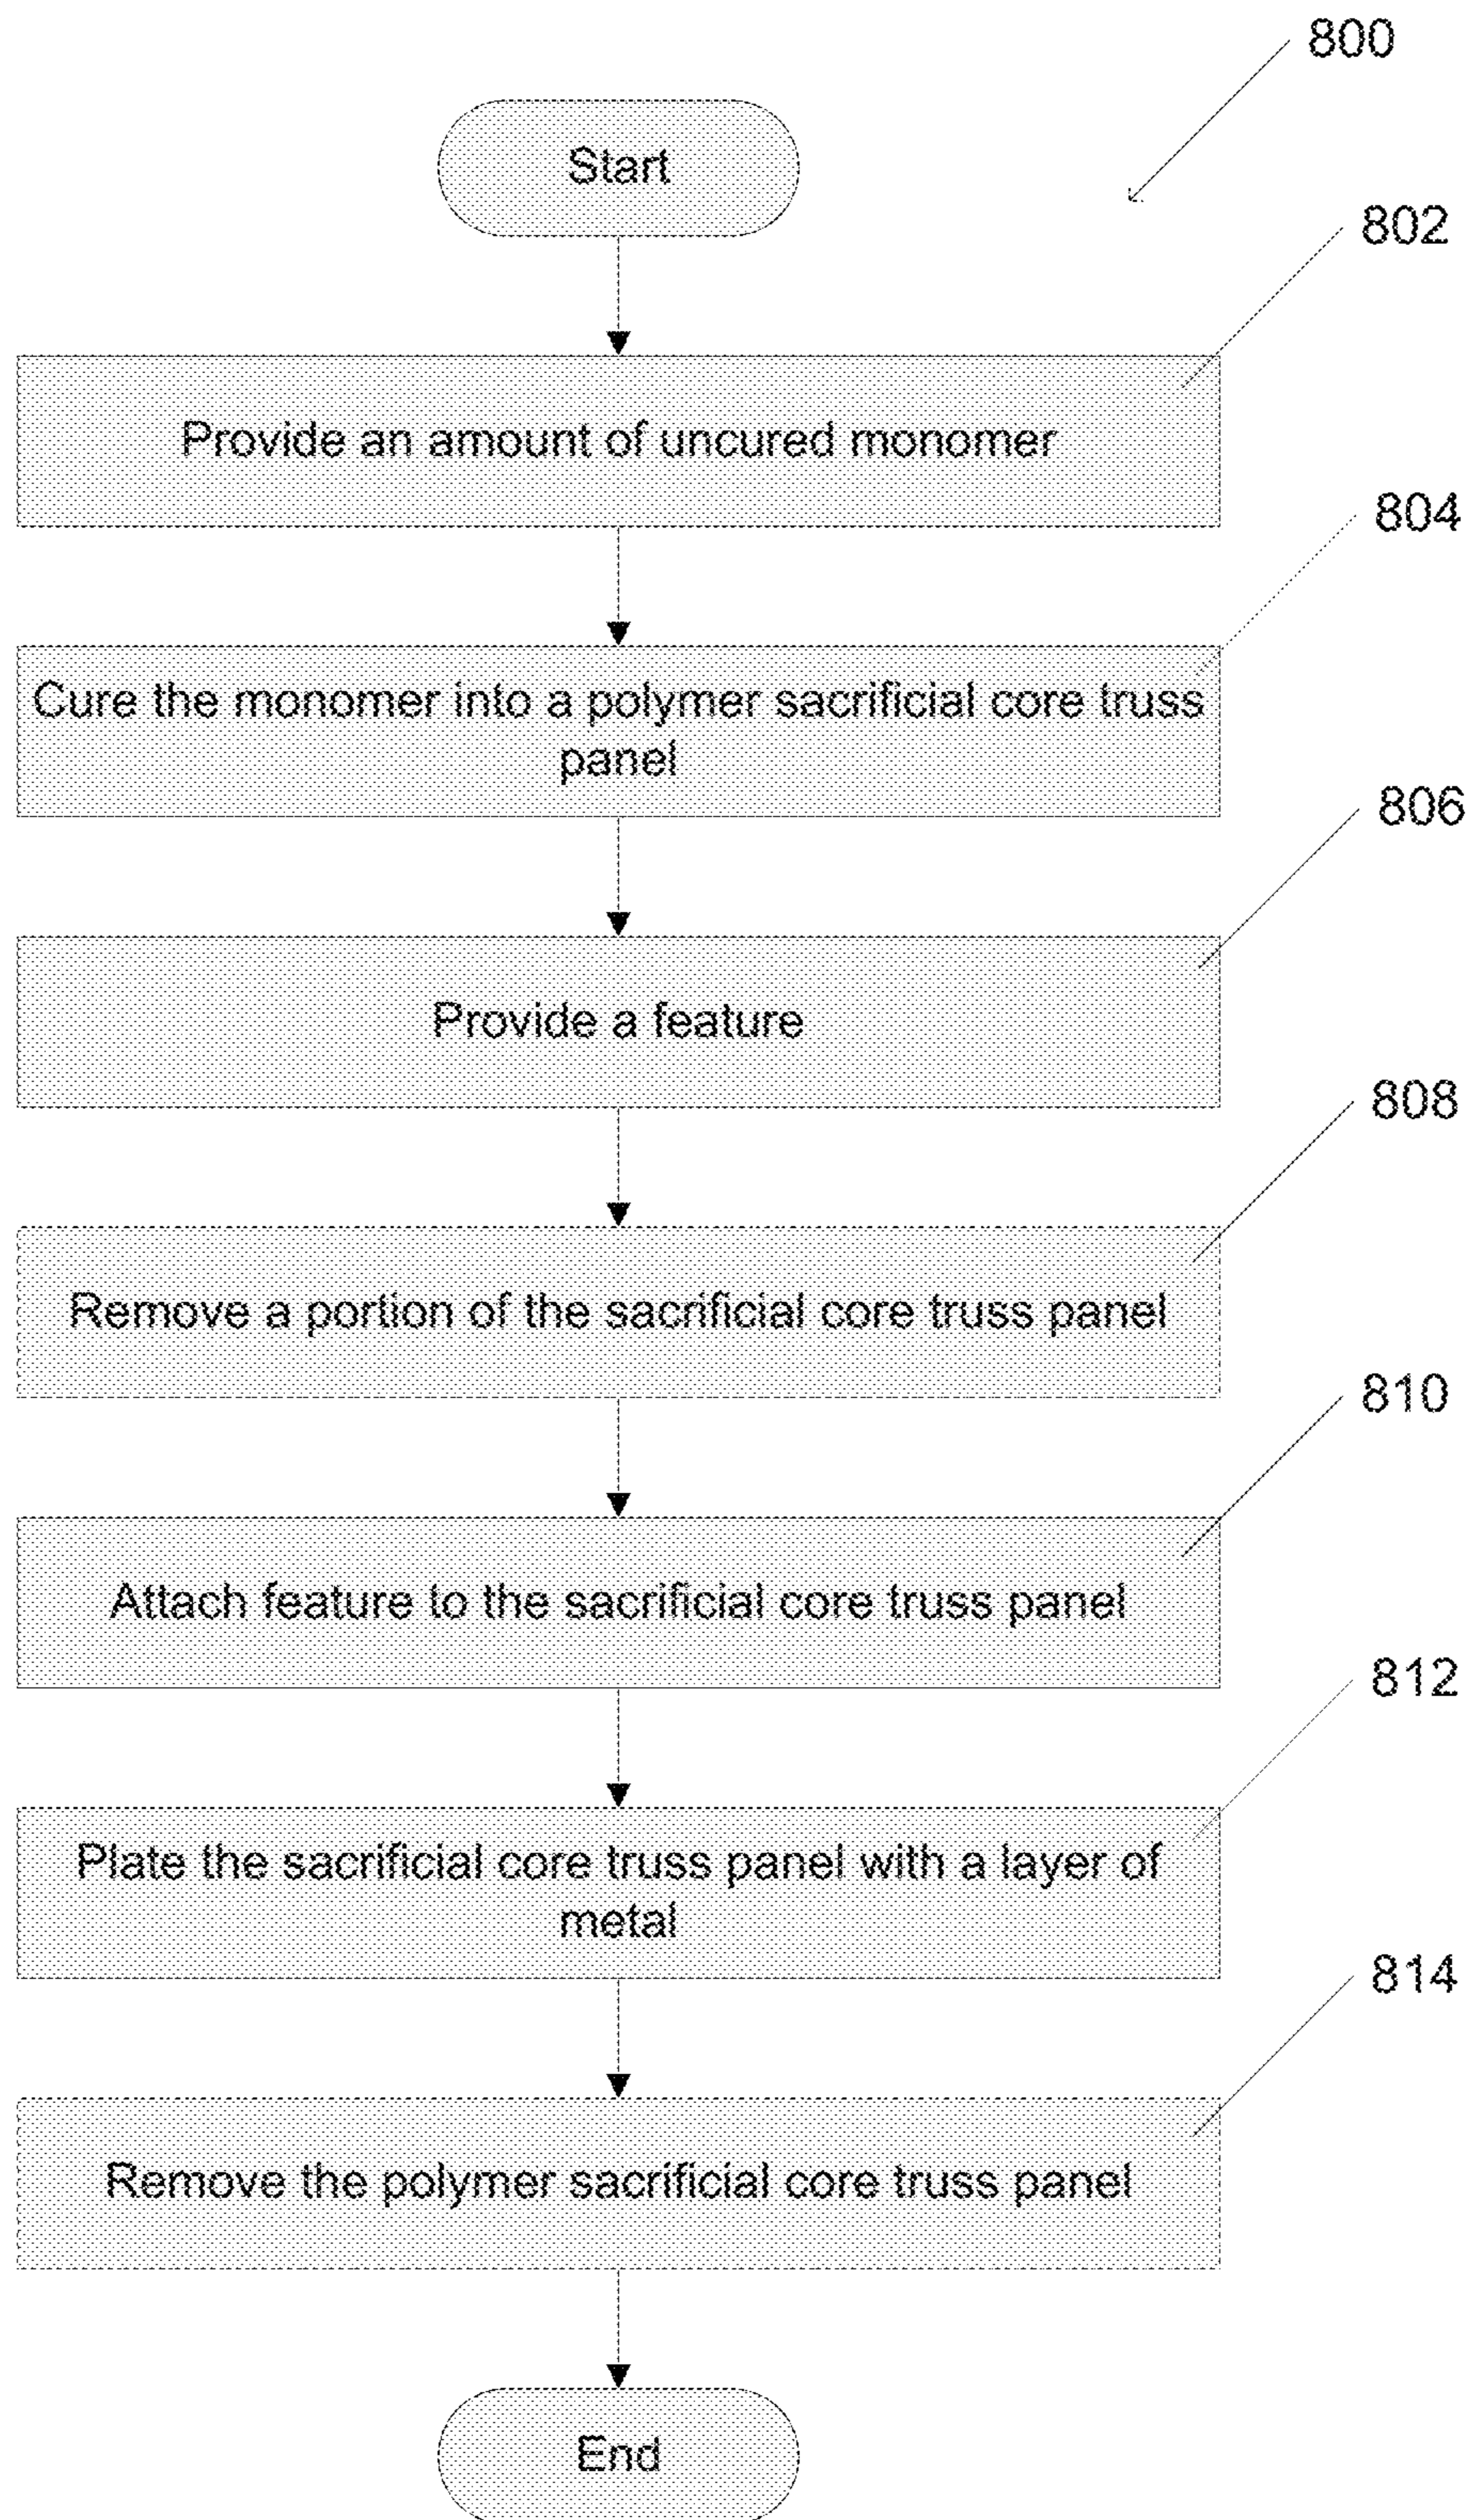 800
Start
802
Provide an amount of uncured monomer
804
Cure the monomer into a polymer sacrificial core truss
panel
806
Provide a feature
808
Remove a portion of the sacrificial core truss panel
810
Attach feature to the sacrificial core truss panel
812
Plate the sacrificial core truss panel with a layer of
metal
814
Remove the polymer sacrificial core truss panel
End